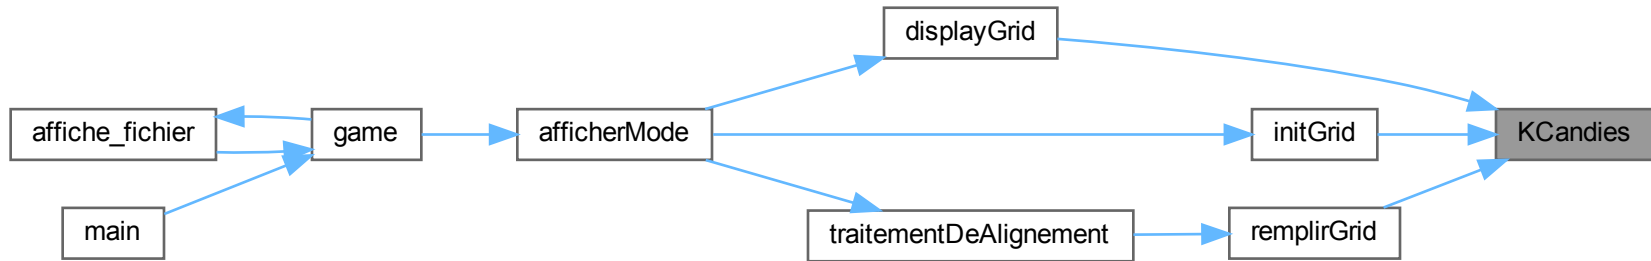 displayGrid
affiche_fichier
game
afficherMode
initGrid
KCandies
main
traitementDeAlignement
remplirGrid